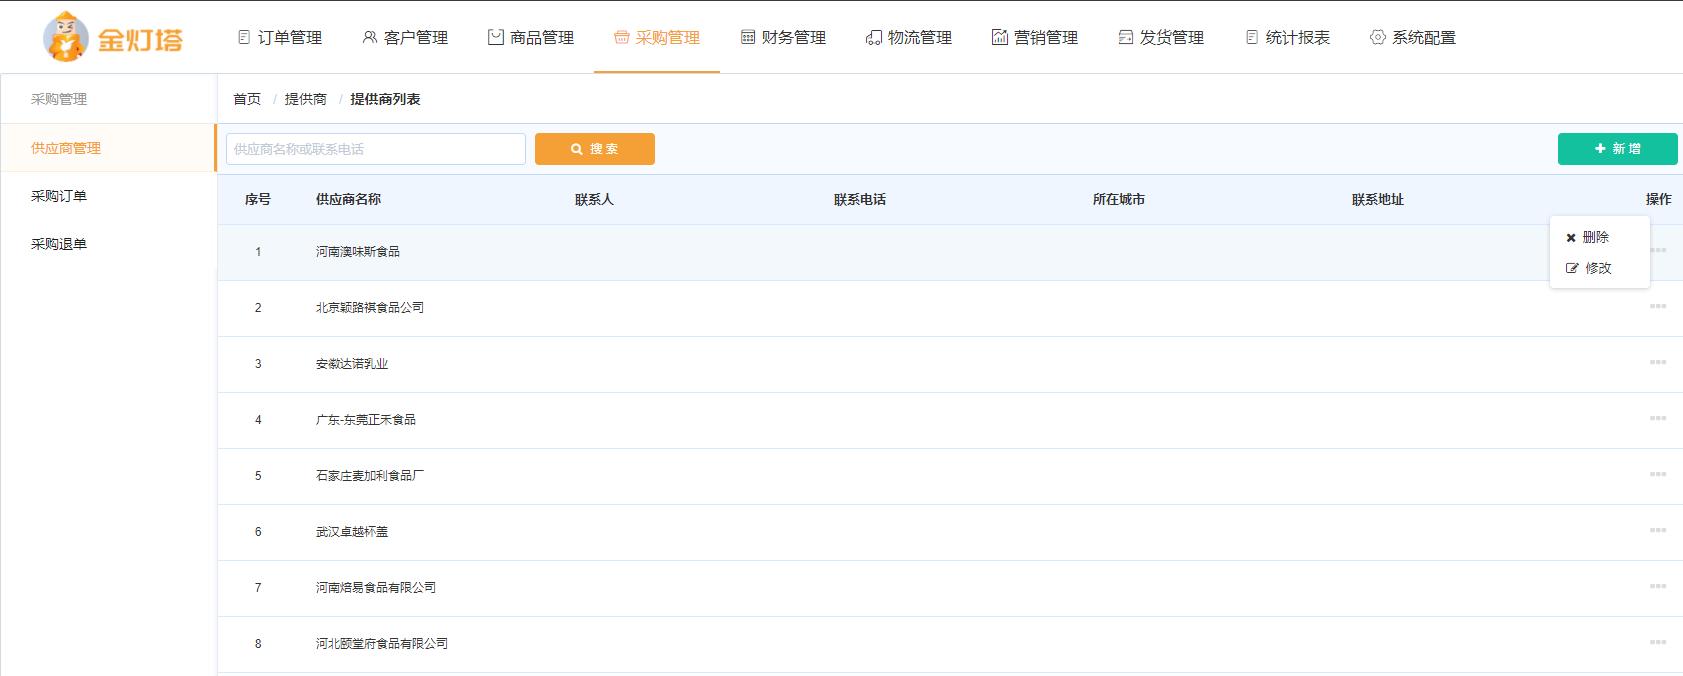 金灯塔
订单管理 客户管理 商品管理 采购管理 财务管理 物流管理 营销管理 发货管理 统计报表 系统配置
采购管理
供应商管理
采购订单
采购退单
首页 / 提供商 / 提供商列表
供应商名称或联系电话 搜索 新增
序号 供应商名称 联系人 联系电话 所在城市 联系地址 操作
1 河南澳味斯食品
删除
修改
2 北京颖路祺食品公司
3 安徽达诺乳业
4 广东-东莞正禾食品
5 石家庄麦加利食品厂
6 武汉卓越杯盖
7 河南焙易食品有限公司
8 河北颐堂府食品有限公司